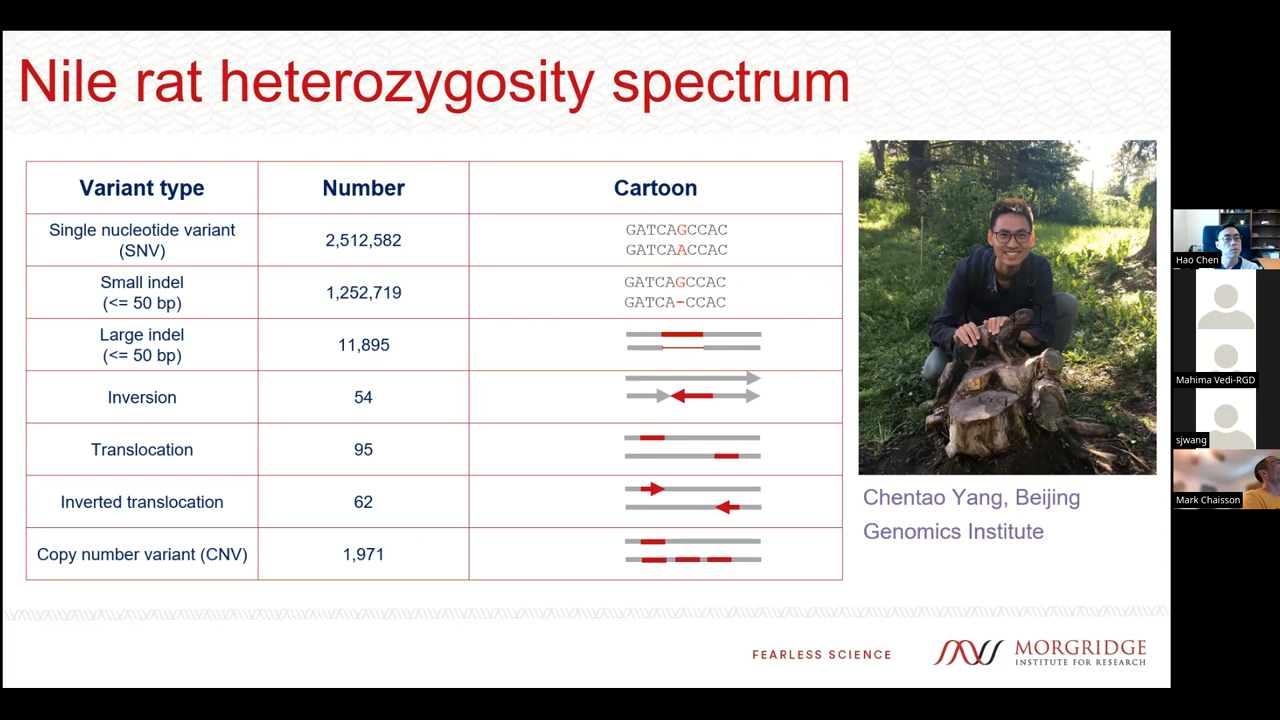 Nile rat heterozygosity spectrum
Variant type
Number
Cartoon
Single nucleotide variant
(SNV)
2,512,582
GATCAGCCAC
GATCAACCAC
Small indel
(<= 50 bp)
1,252,719
GATCAGCCAC
GATCA-CCAC
Large indel
(<= 50 bp)
11,895
Inversion
54
Translocation
95
Inverted translocation
62
Copy number variant (CNV)
1,971
Chentao Yang, Beijing
Genomics Institute
FEARLESS SCIENCE
MORGRIDGE
INSTITUTE FOR RESEARCH
Hao Chen
Mahima Vedi-RGD
sjwang
Mark Chaisson